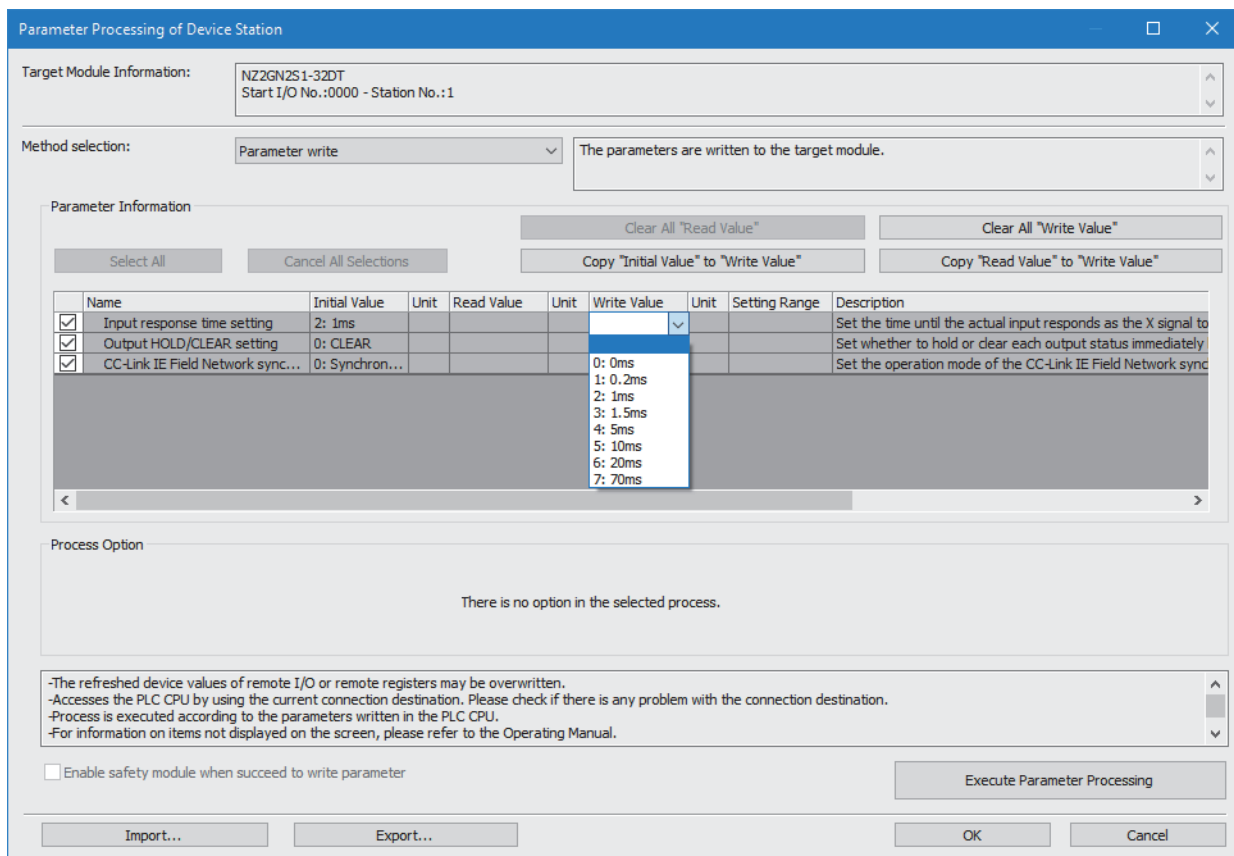 Parameter Processing of Device Station
Target Module Information:
NZ2GN2S1-32DT
Start I/O No.:0000 - Station No.:1
Method selection:
Parameter write
The parameters are written to the target module.
Parameter Information
Clear All "Read Value"
Clear All "Write Value"
Select All
Cancel All Selections
Copy "Initial Value" to "Write Value"
Copy "Read Value" to "Write Value"
Name Initial Value Unit Read Value Unit Write Value Unit Setting Range Description
Input response time setting 2: 1ms Set the time until the actual input responds as the X signal to
Output HOLD/CLEAR setting 0: CLEAR Set whether to hold or clear each output status immediately
CC-Link IE Field Network sync... 0: Synchron... Set the operation mode of the CC-Link IE Field Network sync
0: 0ms
1: 0.2ms
2: 1ms
3: 1.5ms
4: 5ms
5: 10ms
6: 20ms
7: 70ms
Process Option
There is no option in the selected process.
-The refreshed device values of remote I/O or remote registers may be overwritten.
-Accesses the PLC CPU by using the current connection destination. Please check if there is any problem with the connection destination.
-Process is executed according to the parameters written in the PLC CPU.
-For information on items not displayed on the screen, please refer to the Operating Manual.
Enable safety module when succeed to write parameter
Execute Parameter Processing
Import...
Export...
OK
Cancel